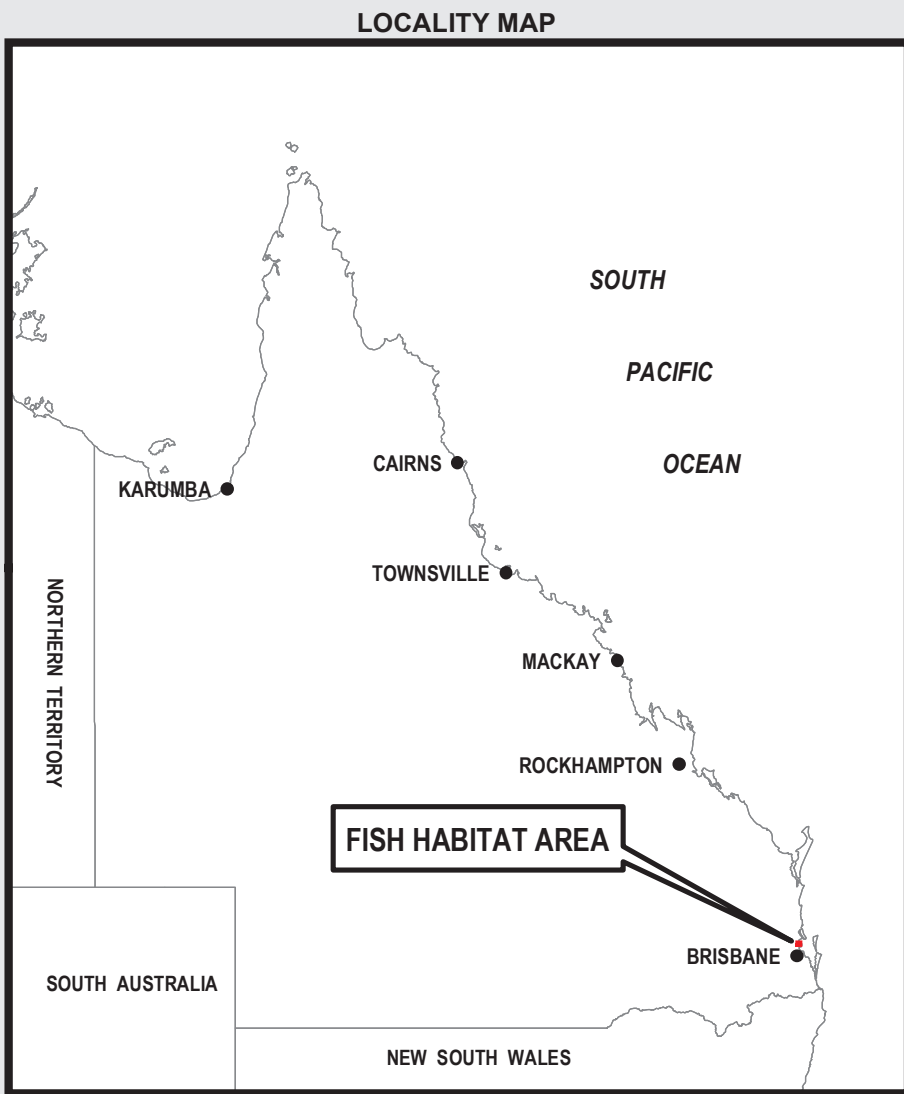 LOCALITY MAP
SOUTH
PACIFIC
OCEAN
CAIRNS
KARUMBA
TOWNSVILLE
NORTHERN TERRITORY
MACKAY
ROCKHAMPTON
FISH HABITAT AREA
BRISBANE
SOUTH AUSTRALIA
NEW SOUTH WALES